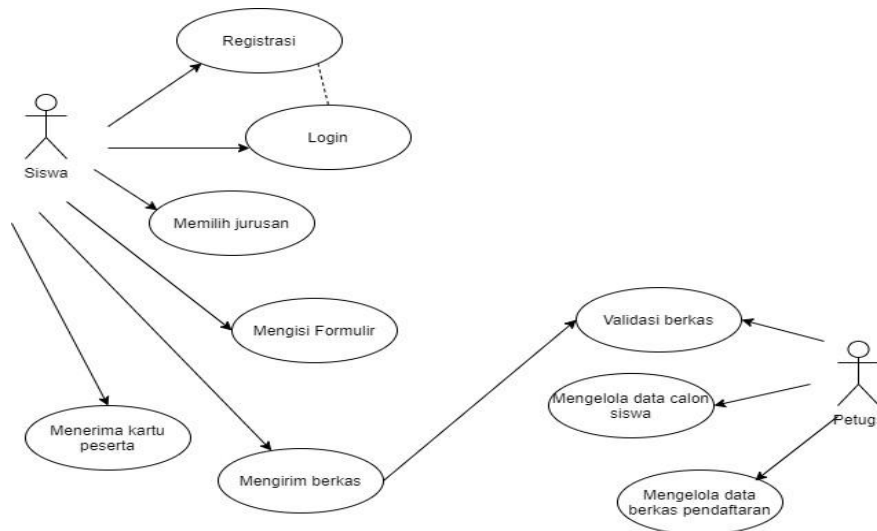 Registrasi
Login
Siswa
Memilih jurusan
Mengisi Formulir
Validasi berkas
Mengelola data calon
siswa
Petug
Menerima kartu
peserta
Mengirim berkas
Mengelola data
berkas pendaftaran